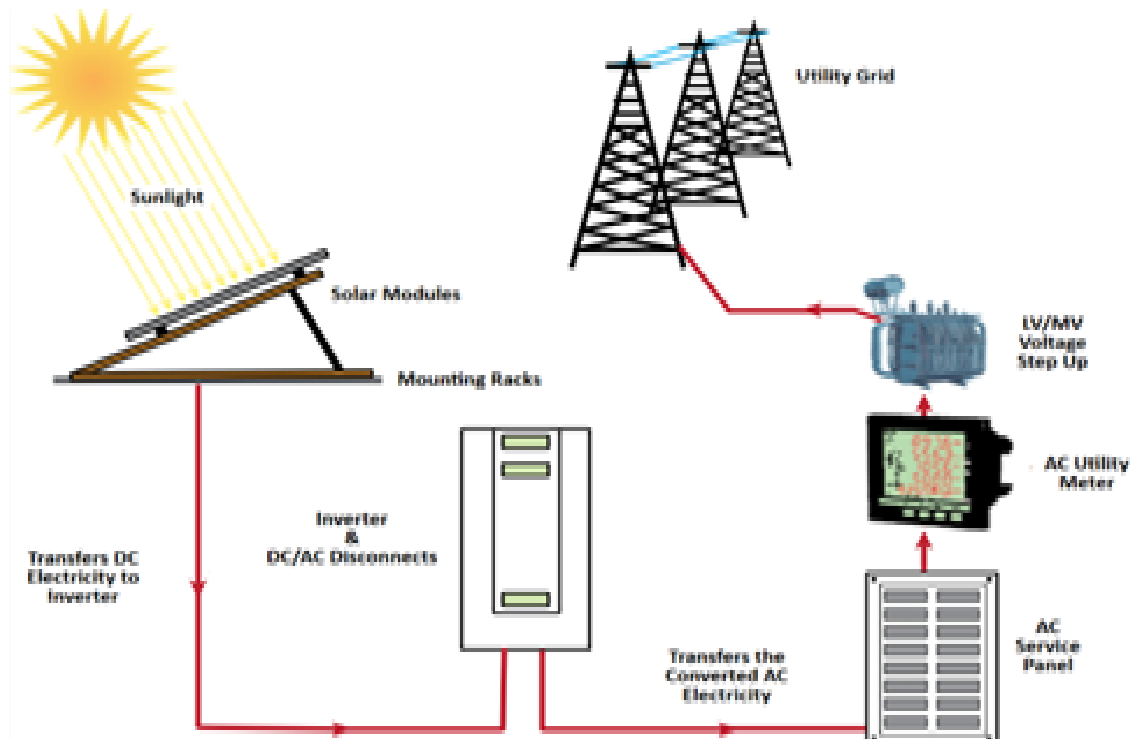 Utility Grid
Sunlight
Solar Modules
LV/MV
Voltage
Step Up
Mounting Racks
AC Utility
Meter
Inverter
&
DC/AC Disconnects
Transfers DC
Electricity to
Inverter
AC
Service
Panel
Transfers the
Converted AC
Electricity